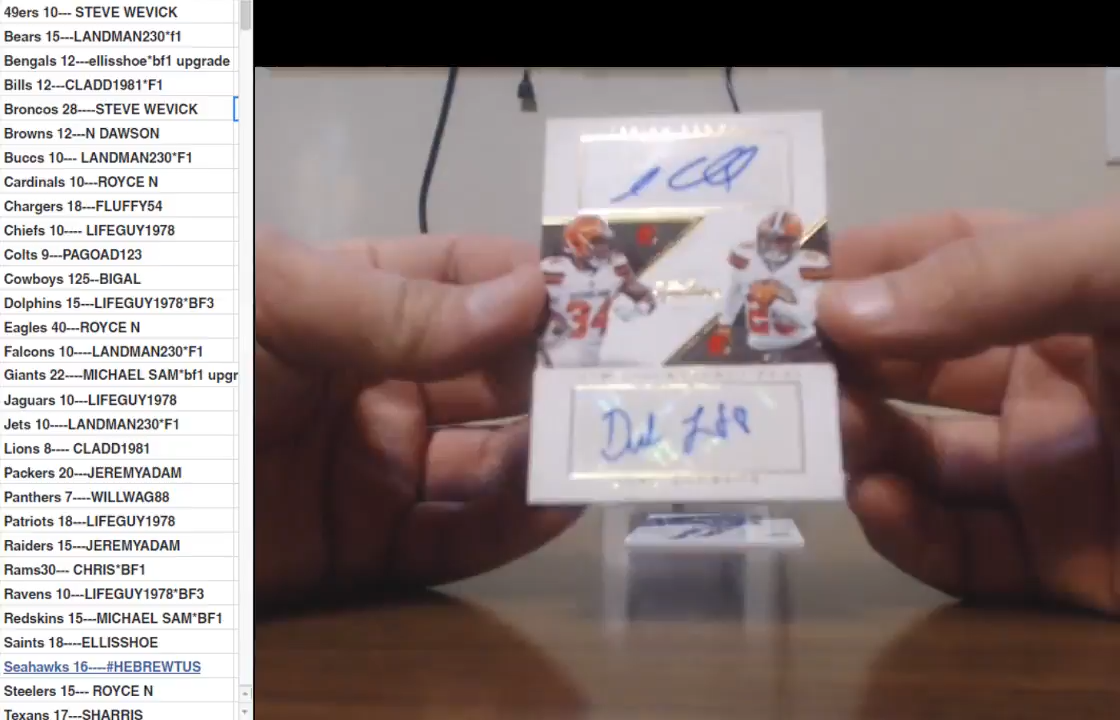 49ers 10--- STEVE WEVICK
Bears 15---LANDMAN230*f1
Bengals 12---ellisshoe*bf1 upgrade
Bills 12---CLADD1981*F1
Broncos 28----STEVE WEVICK
Browns 12---N DAWSON
Buccs 10--- LANDMAN230*F1
Cardinals 10---ROYCE N
Chargers 18---FLUFFY54
Chiefs 10---- LIFEGUY1978
Colts 9---PAGOAD123
Cowboys 125--BIGAL
Dolphins 15---LIFEGUY1978*BF3
Eagles 40---ROYCE N
Falcons 10----LANDMAN230*F1
Giants 22----MICHAEL SAM*bf1 upgr
Jaguars 10---LIFEGUY1978
Jets 10----LANDMAN230*F1
Lions 8---- CLADD1981
Packers 20---JEREMYADAM
Panthers 7----WILLWAG88
Patriots 18---LIFEGUY1978
Raiders 15---JEREMYADAM
Rams30--- CHRIS*BF1
Ravens 10---LIFEGUY1978*BF3
Redskins 15---MICHAEL SAM*BF1
Saints 18----ELLISSHOE
Seahawks 16----#HEBREWTUS
Steelers 15--- ROYCE N
Texans 17---SHARRIS
34